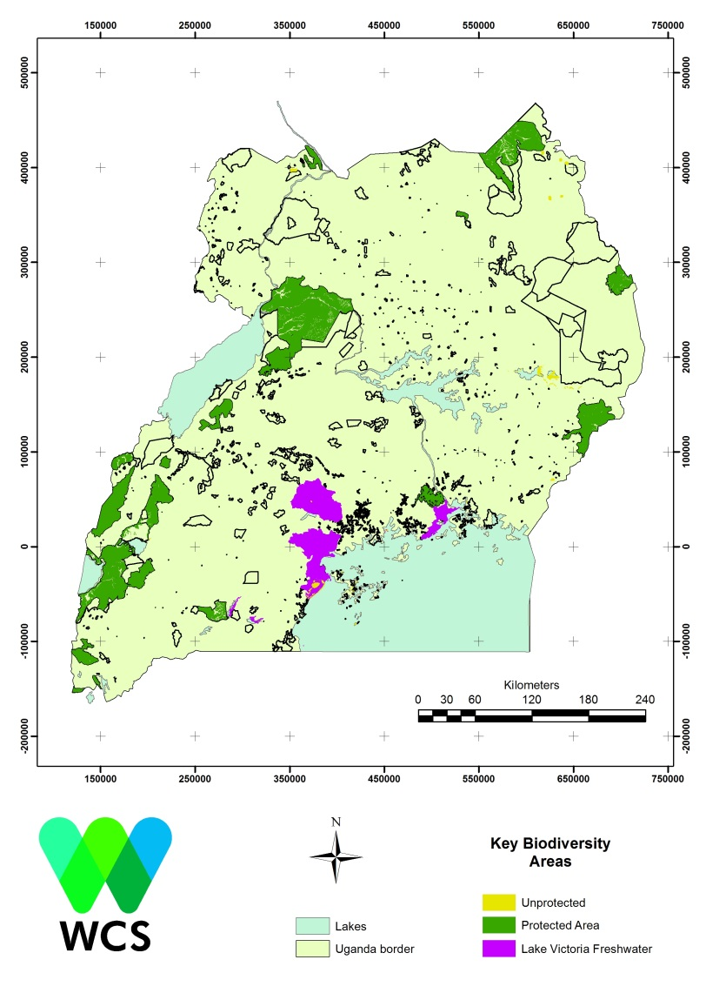 150000 250000 350000 450000 550000 650000 750000
500000 500000
400000 400000
300000 300000
200000 200000
100000 100000
0 0
-100000 -100000
Kilometers
0 30 60 120 180 240
-200000 -200000
150000 250000 350000 450000 550000 650000 750000
N
Key Biodiversity
Areas
Unprotected
Lakes
Protected Area
WCS
Uganda border
Lake Victoria Freshwater